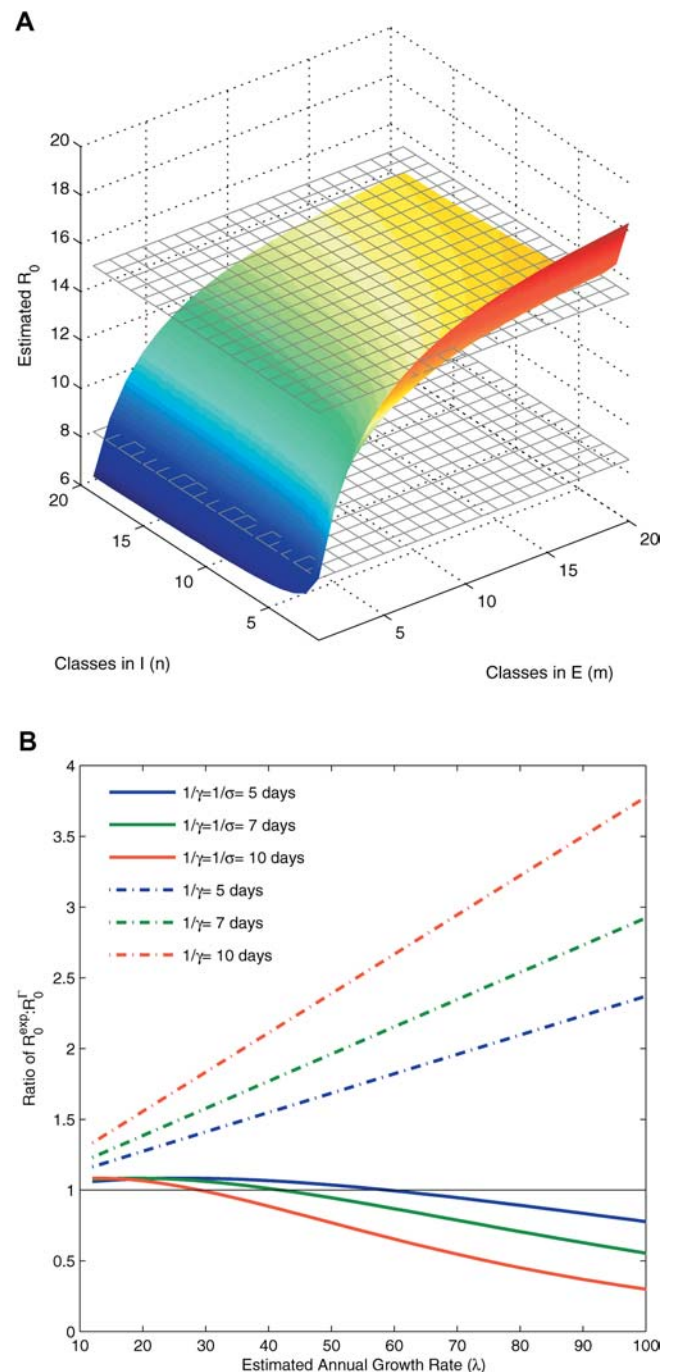 A
20
18
16
14
12
10
8
6
Estimated R0
20
15
10
5
Classes in I (n)
5
10
15
20
Classes in E (m)
B
4
3.5
3
2.5
2
1.5
1
0.5
0
Ratio of R0^exp:R0^Γ
1/γ=1/σ= 5 days
1/γ=1/σ= 7 days
1/γ=1/σ= 10 days
1/γ= 5 days
1/γ= 7 days
1/γ= 10 days
10 20 30 40 50 60 70 80 90 100
Estimated Annual Growth Rate (λ)